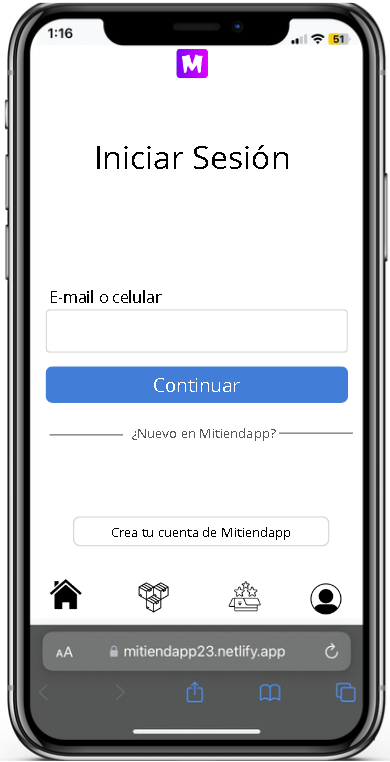 1:16
51
M
Iniciar Sesión
E-mail o celular
Continuar
¿Nuevo en Mitiendapp?
Crea tu cuenta de Mitiendapp
AA
mitiendapp23.netlify.app